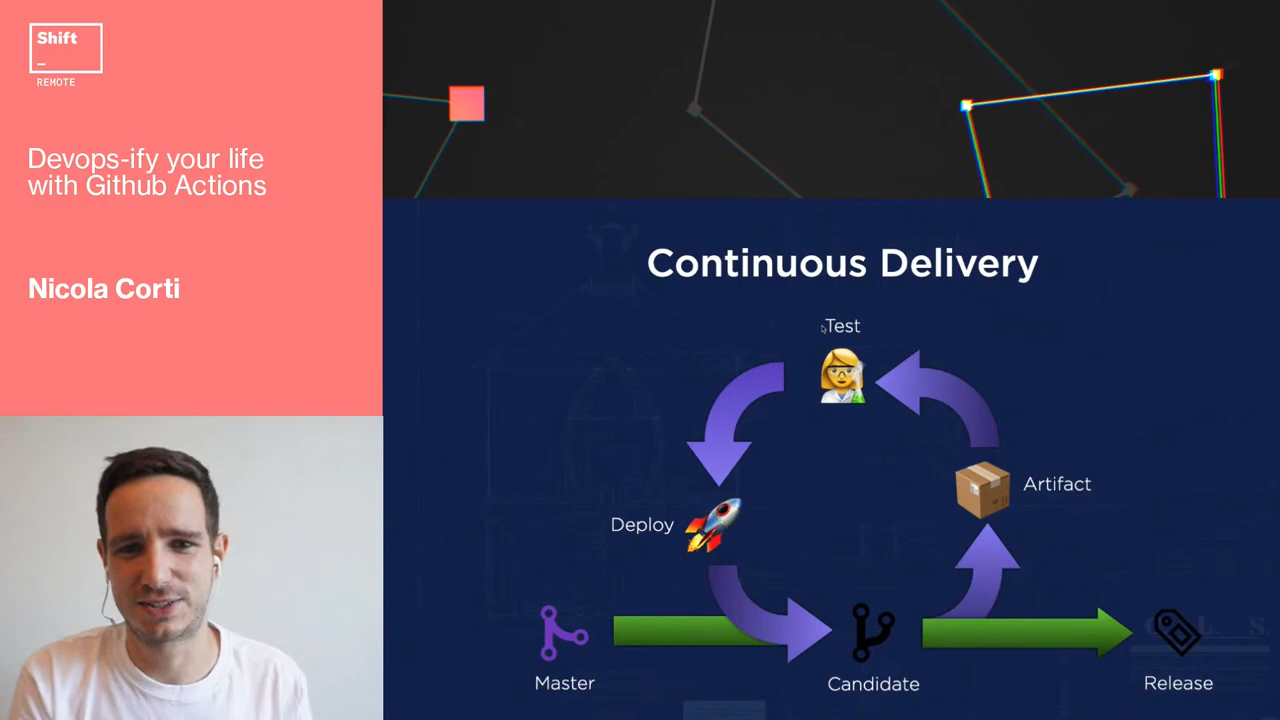 Shift
_
REMOTE
Devops-ify your life
with Github Actions
Nicola Corti
Continuous Delivery
Test
Artifact
Deploy
Master
Candidate
Release